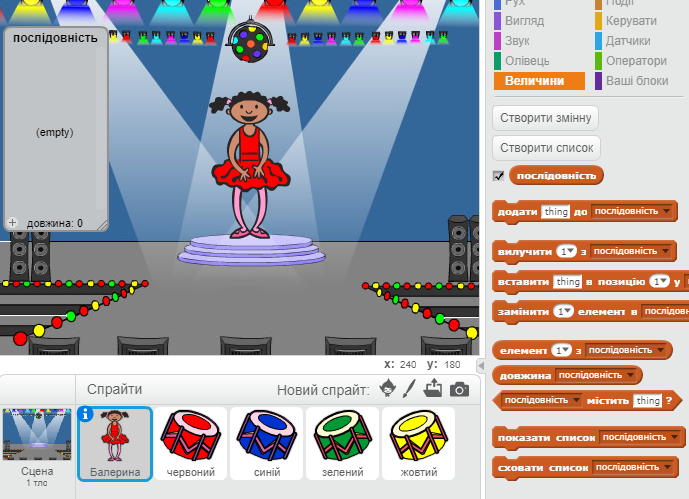 Рух
Події
Вигляд
Керувати
Звук
Датчики
Олівець
Оператори
Величини
Ваші блоки
Створити змінну
Створити список
послідовність
додати thing до послідовність
вилучити 1 з послідовність
вставити thing в позицію 1 у
замінити 1 елемент в послідов
елемент 1 з послідовність
довжина послідовність
послідовність містить thing ?
показати список послідовність
сховати список послідовність
послідовність
(empty)
+ довжина: 0
x: 240 y: 180
Спрайти
Новий спрайт:
Сцена
1 тло
Балерина
червоний
синій
зелений
жовтий